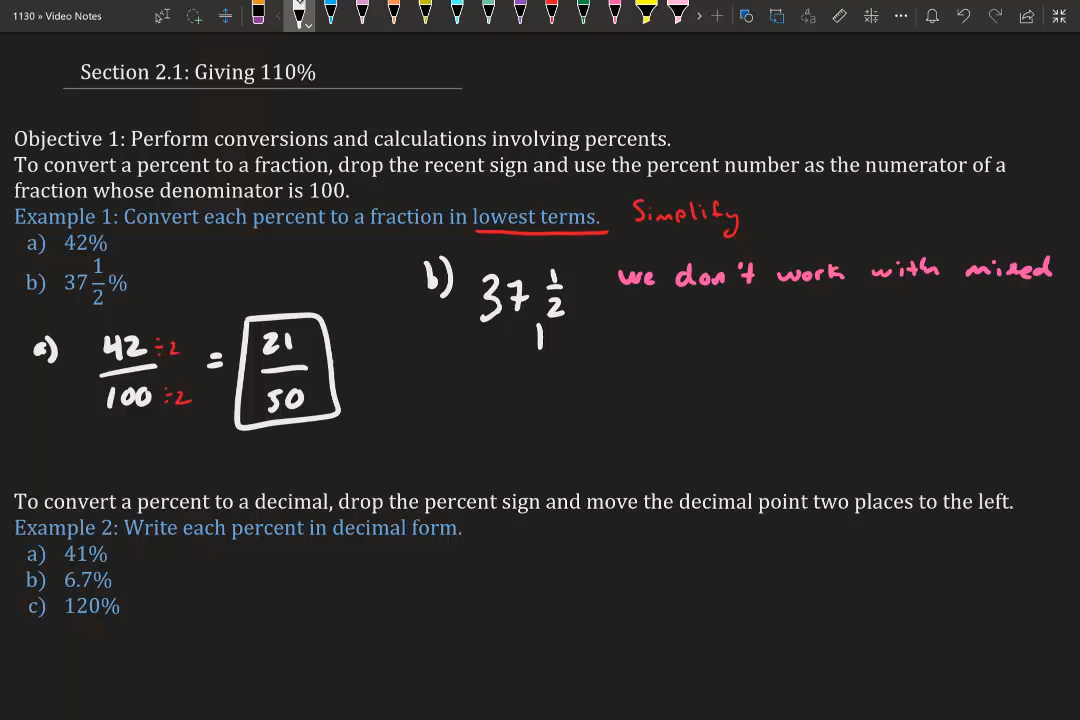 1130 » Video Notes
Section 2.1: Giving 110%
Objective 1: Perform conversions and calculations involving percents.
To convert a percent to a fraction, drop the recent sign and use the percent number as the numerator of a
fraction whose denominator is 100.
Example 1: Convert each percent to a fraction in lowest terms. Simplify
a) 42%
b) 37 1/2 %
b) 37 1/2
1
we don't work with mixed
a) 42 ÷2 / 100 ÷2 = 21/50
To convert a percent to a decimal, drop the percent sign and move the decimal point two places to the left.
Example 2: Write each percent in decimal form.
a) 41%
b) 6.7%
c) 120%